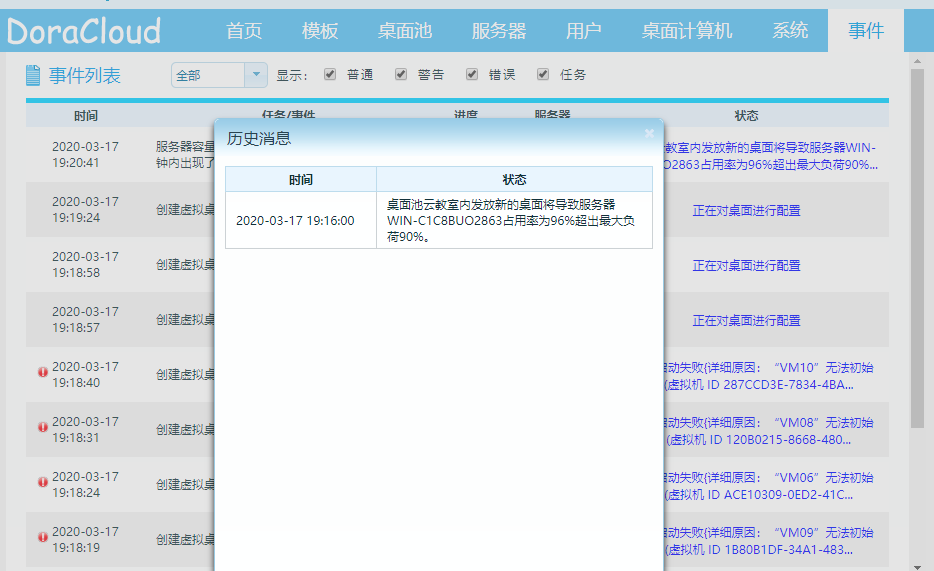 DoraCloud 首页 模板 桌面池 服务器 用户 桌面计算机 系统 事件
事件列表 全部 显示： 普通 警告 错误 任务
时间 任务/事件 进度 服务器 状态
2020-03-17
19:20:41
服务器容量
钟内出现了
教室内发放新的桌面将导致服务器WIN-
O2863占用率为96%超出最大负荷90%...
2020-03-17
19:19:24
创建虚拟桌
正在对桌面进行配置
2020-03-17
19:18:58
创建虚拟桌
正在对桌面进行配置
2020-03-17
19:18:57
创建虚拟桌
正在对桌面进行配置
2020-03-17
19:18:40
创建虚拟桌
动失败(详细原因： “VM10”无法初始
(虚拟机 ID 287CCD3E-7834-4BA...
2020-03-17
19:18:31
创建虚拟桌
动失败(详细原因： “VM08”无法初始
(虚拟机 ID 120B0215-8668-480...
2020-03-17
19:18:24
创建虚拟桌
动失败(详细原因： “VM06”无法初始
(虚拟机 ID ACE10309-0ED2-41C...
2020-03-17
19:18:19
创建虚拟桌
动失败(详细原因： “VM09”无法初始
(虚拟机 ID 1B80B1DF-34A1-483...
历史消息
时间 状态
2020-03-17 19:16:00
桌面池云教室内发放新的桌面将导致服务器
WIN-C1C8BUO2863占用率为96%超出最大负
荷90%。